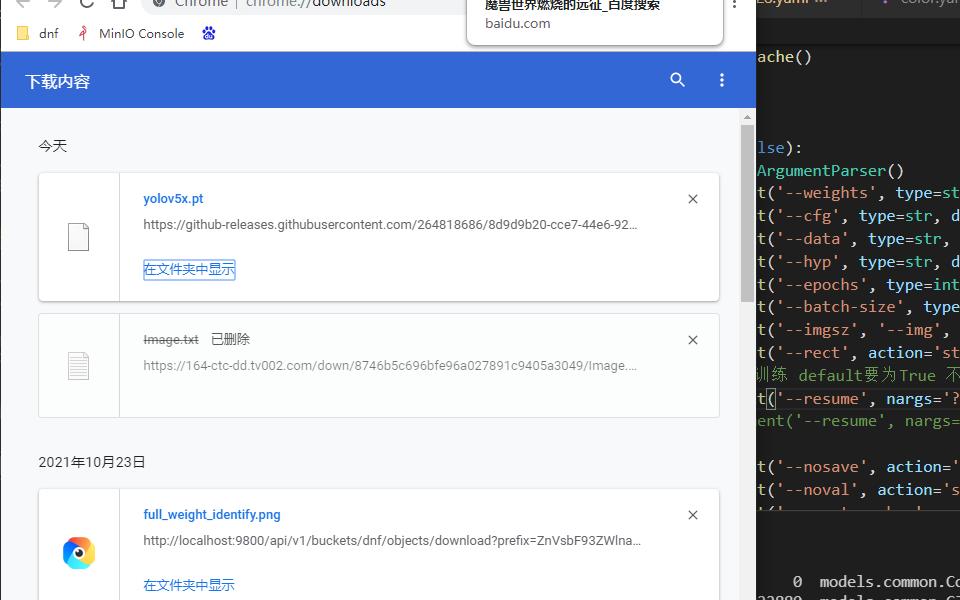 Chrome | chrome://downloads
魔兽世界燃烧的远征_百度搜索
baidu.com
dnf MinIO Console
下载内容
今天
yolov5x.pt
https://github-releases.githubusercontent.com/264818686/8d9d9b20-cce7-44e6-92...
在文件夹中显示
Image.txt 已删除
https://164-ctc-dd.tv002.com/down/8746b5c696bfe96a027891c9405a3049/Image....
2021年10月23日
full_weight_identify.png
http://localhost:9800/api/v1/buckets/dnf/objects/download?prefix=ZnVsbF93ZWlna...
在文件夹中显示
ache()
lse):
ArgumentParser()
t('--weights', type=st
t('--cfg', type=str, d
t('--data', type=str,
t('--hyp', type=str, d
t('--epochs', type=int
t('--batch-size', type
t('--imgsz', '--img',
t('--rect', action='st
训练 default要为True 不
t('--resume', nargs='?
ent('--resume', nargs=
t('--nosave', action='
t('--noval', action='s
0 models.common.Co